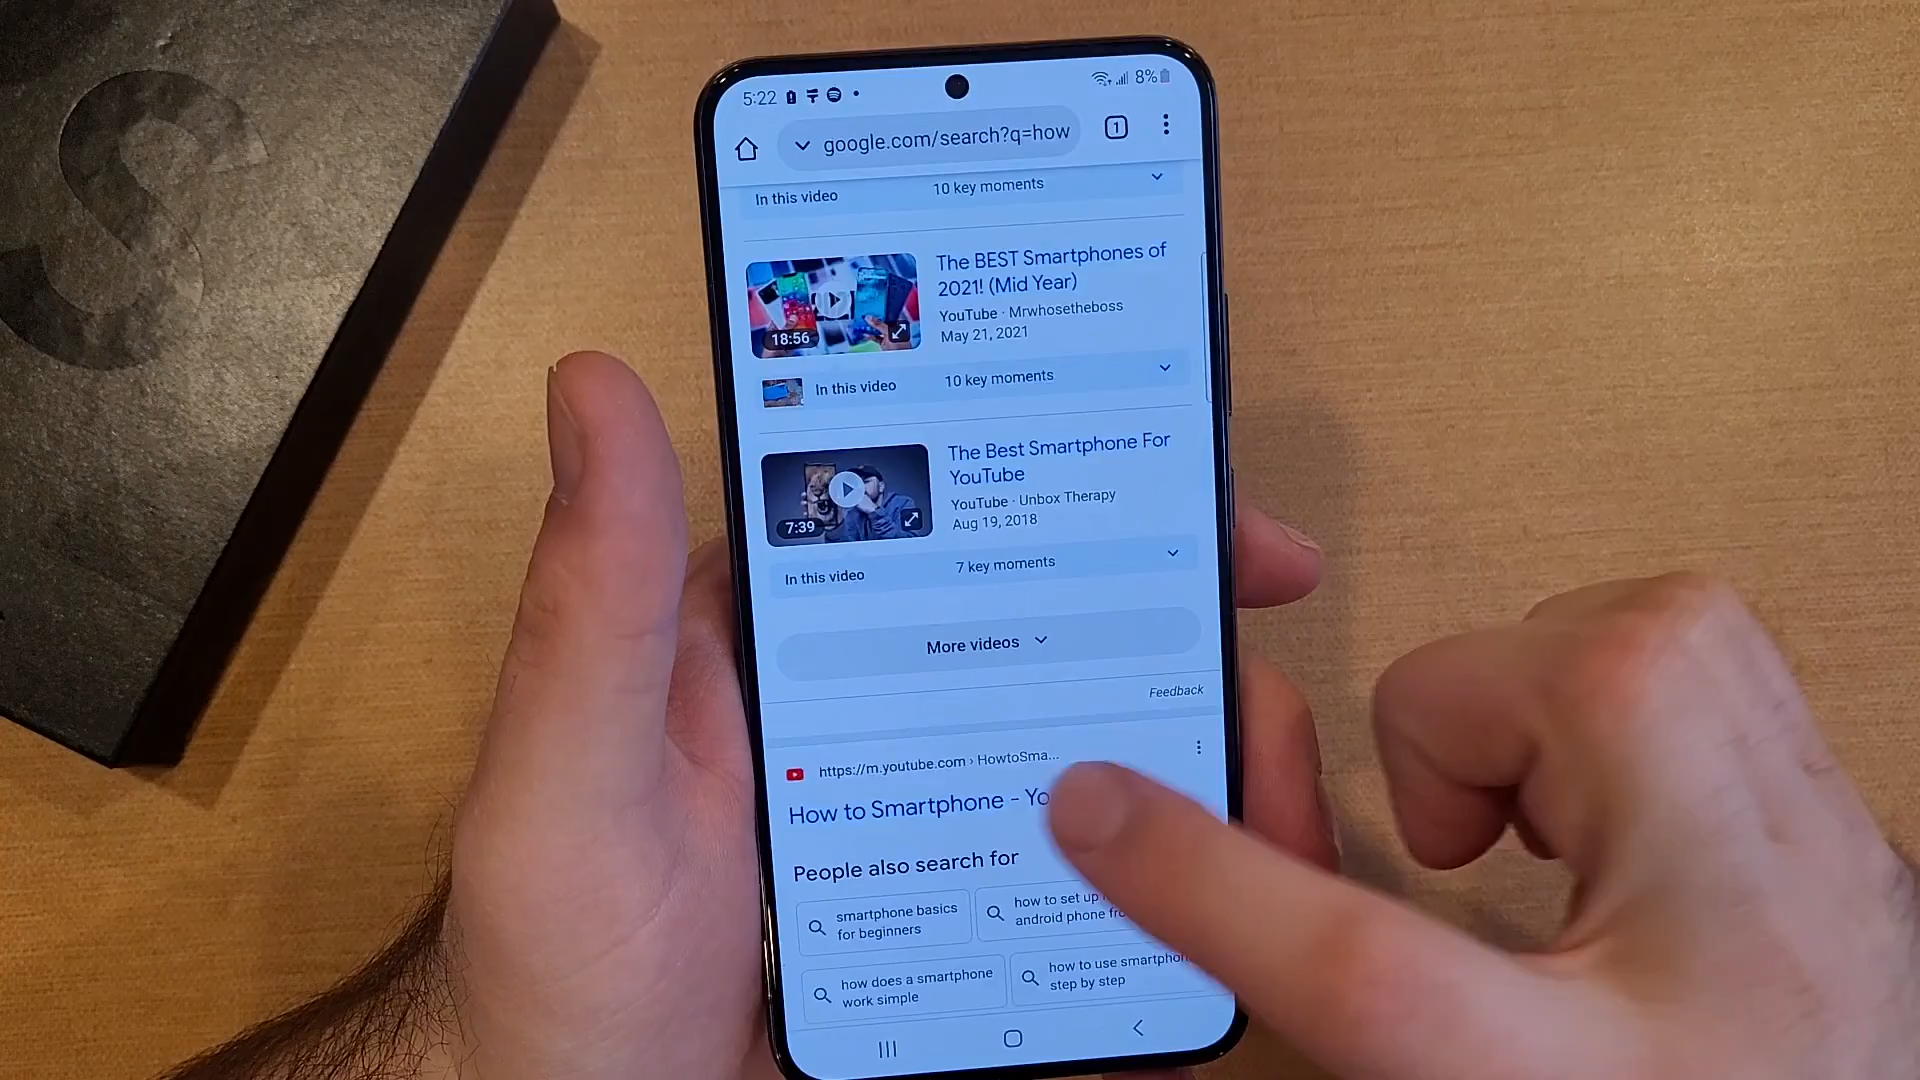 5:22
8%
google.com/search?q=how
1
In this video
10 key moments
The BEST Smartphones of
2021! (Mid Year)
YouTube · Mrwhosetheboss
May 21, 2021
18:56
In this video
10 key moments
The Best Smartphone For
YouTube
YouTube · Unbox Therapy
Aug 19, 2018
7:39
In this video
7 key moments
More videos
Feedback
https://m.youtube.com › HowtoSma...
How to Smartphone - Yo
People also search for
smartphone basics
for beginners
how to set up
android phone
how does a smartphone
work simple
how to use smartphon
step by step
S